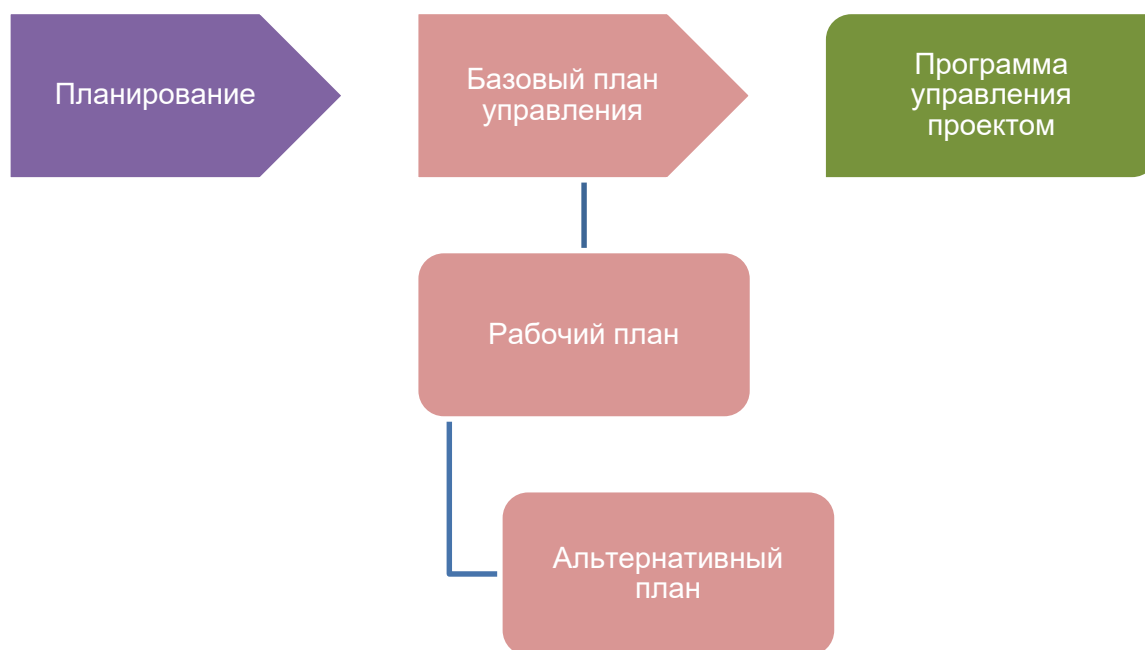 Планирование
Базовый план
управления
Программа
управления
проектом
Рабочий план
Альтернативный
план